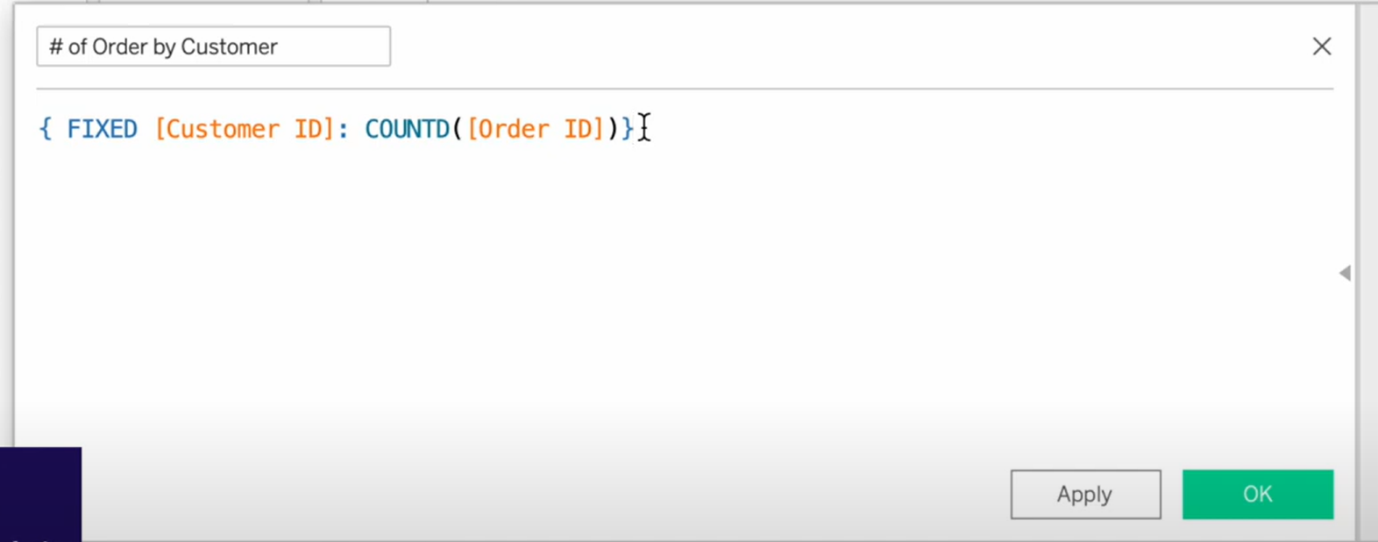 # of Order by Customer
{ FIXED [Customer ID]: COUNTD([Order ID])}
Apply
OK